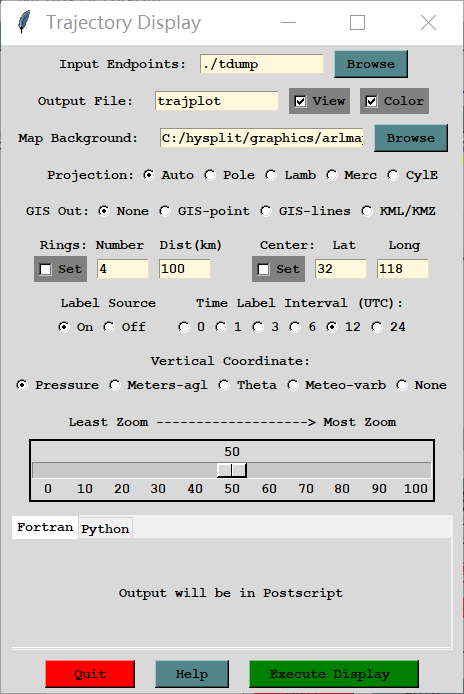 Trajectory Display
Input Endpoints: ./tdump Browse
Output File: trajplot View Color
Map Background: C:/hysplit/graphics/arlmap Browse
Projection: Auto Pole Lamb Merc CylE
GIS Out: None GIS-point GIS-lines KML/KMZ
Rings: Number Dist(km) Center: Lat Long
Set 4 100 Set 32 118
Label Source Time Label Interval (UTC):
On Off 0 1 3 6 12 24
Vertical Coordinate:
Pressure Meters-agl Theta Meteo-varb None
Least Zoom --------------------> Most Zoom
50
0 10 20 30 40 50 60 70 80 90 100
Fortran Python
Output will be in Postscript
Quit Help Execute Display